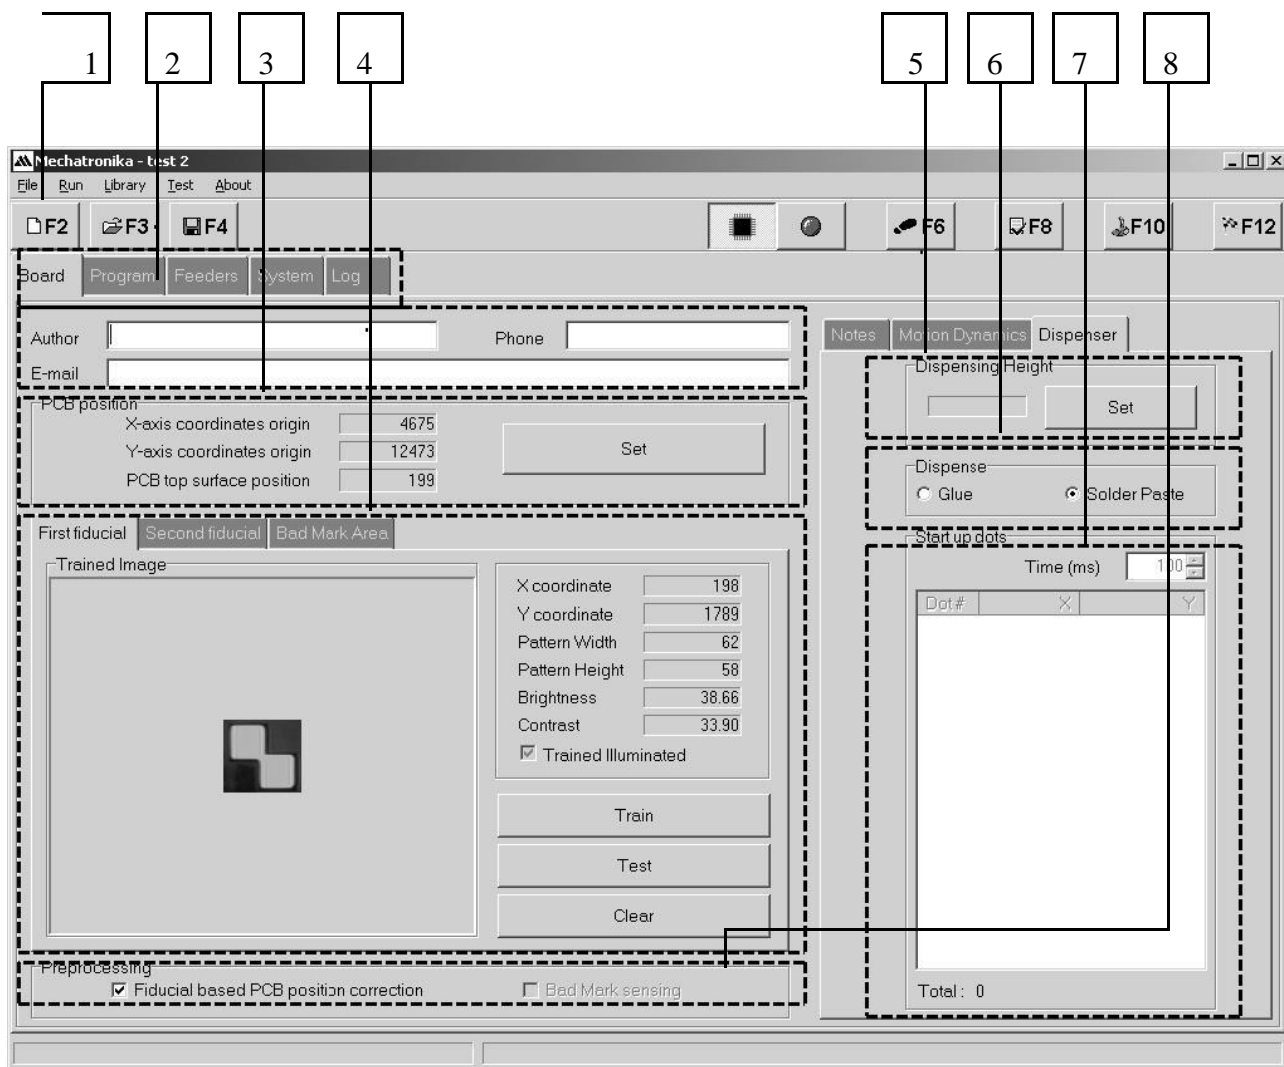 1 2 3 4 5 6 7 8
Mechatronika - test 2
File Run Library Test About
F2 F3 F4 F6 F8 F10 F12
Board Program Feeders System Log
Author Phone
E-mail
Notes Motion Dynamics Dispenser
Dispensing Height
Set
PCB position
X-axis coordinates origin 4675
Y-axis coordinates origin 12473
PCB top surface position 199
Set
Dispense
Glue Solder Paste
First fiducial Second fiducial Bad Mark Area
Trained Image
X coordinate 198
Y coordinate 1789
Pattern Width 62
Pattern Height 58
Brightness 38.66
Contrast 33.90
Trained Illuminated
Train
Test
Clear
Start up dots
Time (ms) 100
Dot # X Y
Total : 0
Preprocessing
Fiducial based PCB position correction Bad Mark sensing